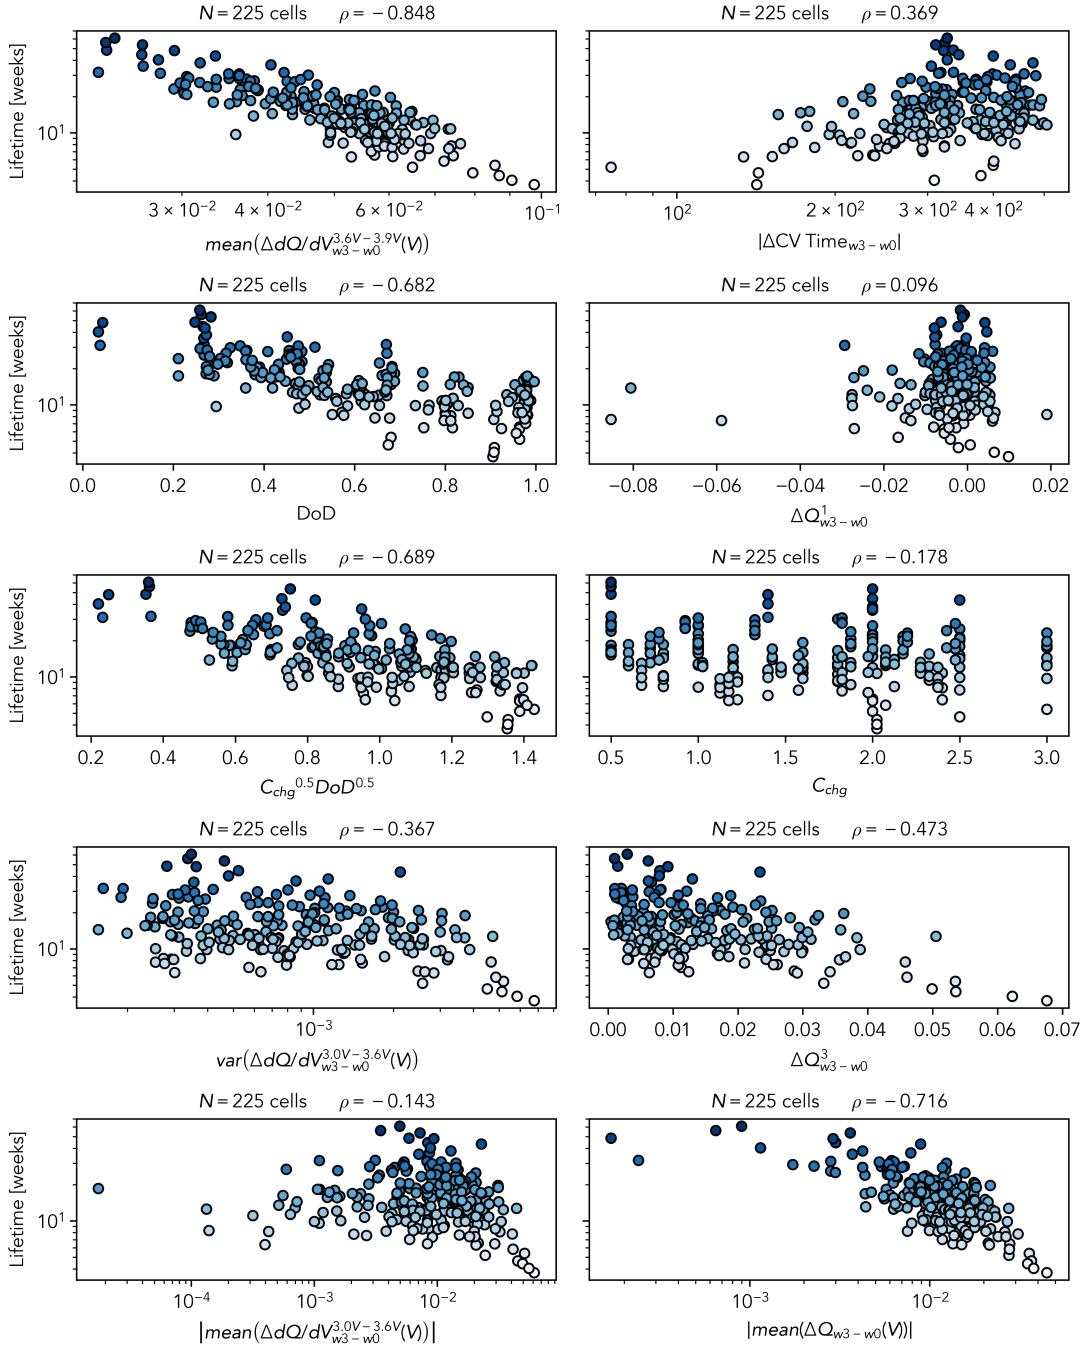 N = 225 cells ρ = −0.848
Lifetime [weeks]
10¹
3 × 10⁻² 4 × 10⁻² 6 × 10⁻² 10⁻¹
mean(ΔdQ/dV_{w3−w0}^{3.6V−3.9V}(V))
N = 225 cells ρ = 0.369
10² 2 × 10² 3 × 10² 4 × 10²
|ΔCV Time_{w3−w0}|
N = 225 cells ρ = −0.682
Lifetime [weeks]
10¹
0.0 0.2 0.4 0.6 0.8 1.0
DoD
N = 225 cells ρ = 0.096
−0.08 −0.06 −0.04 −0.02 0.00 0.02
ΔQ_{w3−w0}^{1}
N = 225 cells ρ = −0.689
Lifetime [weeks]
10¹
0.2 0.4 0.6 0.8 1.0 1.2 1.4
C_{chg}^{0.5}DoD^{0.5}
N = 225 cells ρ = −0.178
0.5 1.0 1.5 2.0 2.5 3.0
C_{chg}
N = 225 cells ρ = −0.367
Lifetime [weeks]
10¹
10⁻³
var(ΔdQ/dV_{w3−w0}^{3.0V−3.6V}(V))
N = 225 cells ρ = −0.473
0.00 0.01 0.02 0.03 0.04 0.05 0.06 0.07
ΔQ_{w3−w0}^{3}
N = 225 cells ρ = −0.143
Lifetime [weeks]
10¹
10⁻⁴ 10⁻³ 10⁻²
|mean(ΔdQ/dV_{w3−w0}^{3.0V−3.6V}(V))|
N = 225 cells ρ = −0.716
10⁻³ 10⁻²
|mean(ΔQ_{w3−w0}(V))|